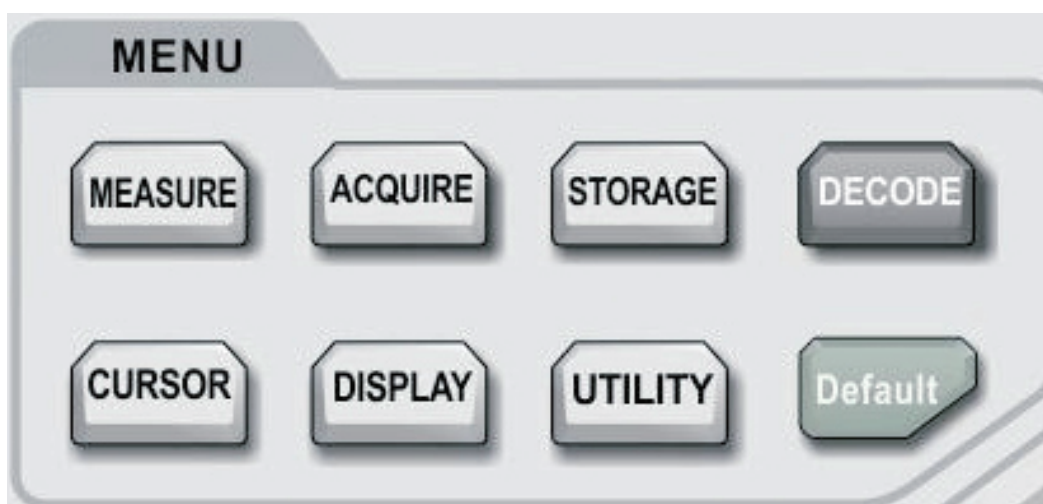 MENU
MEASURE ACQUIRE STORAGE DECODE
CURSOR DISPLAY UTILITY Default